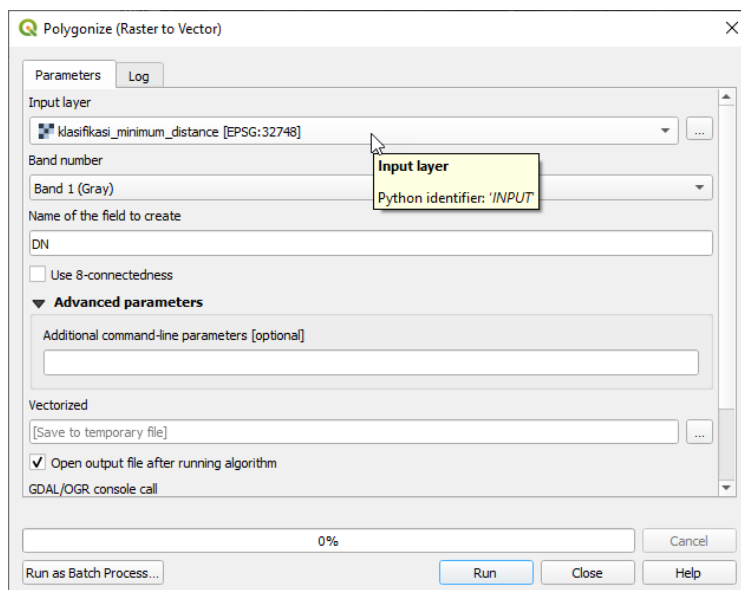 Polygonize (Raster to Vector)
Parameters
Log
Input layer
klasifikasi_minimum_distance [EPSG:32748]
...
Input layer
Python identifier: 'INPUT'
Band number
Band 1 (Gray)
Name of the field to create
DN
Use 8-connectedness
Advanced parameters
Additional command-line parameters [optional]
Vectorized
[Save to temporary file]
...
Open output file after running algorithm
GDAL/OGR console call
0%
Cancel
Run as Batch Process...
Run
Close
Help